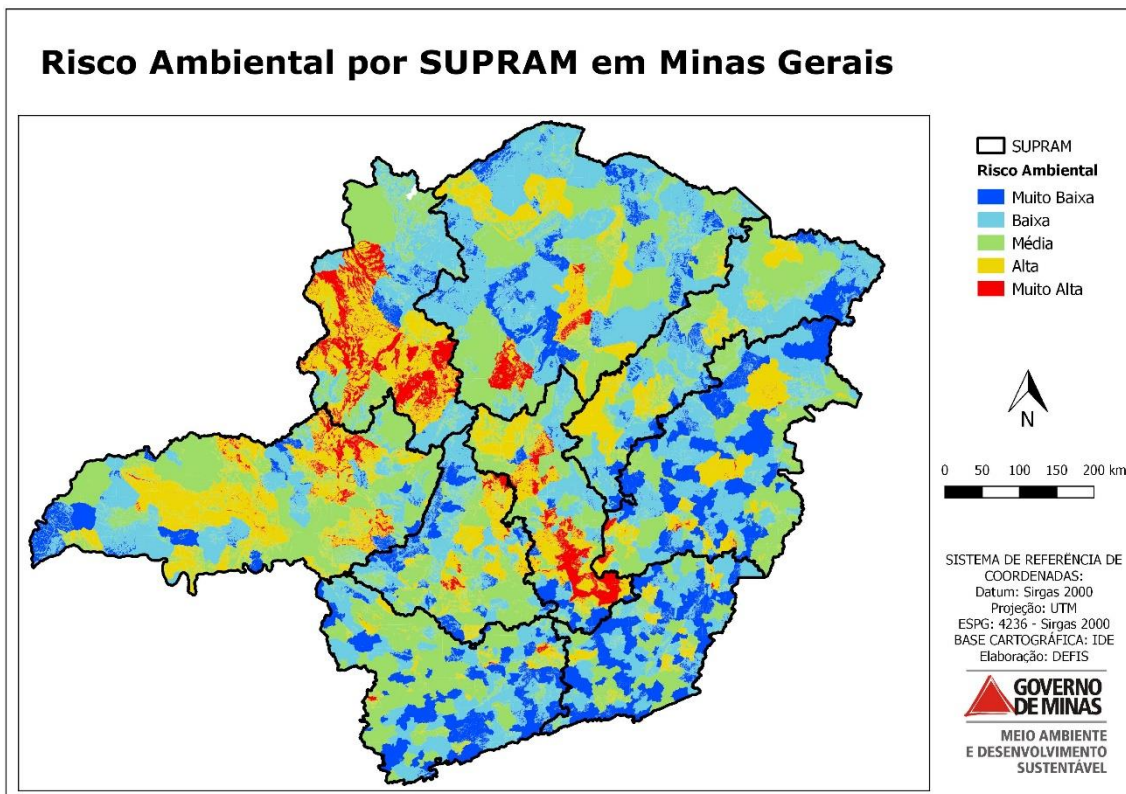 Risco Ambiental por SUPRAM em Minas Gerais
SUPRAM
Risco Ambiental
Muito Baixa
Baixa
Média
Alta
Muito Alta
N
0 50 100 150 200 km
SISTEMA DE REFERÊNCIA DE
COORDENADAS:
Datum: Sirgas 2000
Projeção: UTM
ESPG: 4236 - Sirgas 2000
BASE CARTOGRÁFICA: IDE
Elaboração: DEFIS
GOVERNO
DE MINAS
MEIO AMBIENTE
E DESENVOLVIMENTO
SUSTENTÁVEL